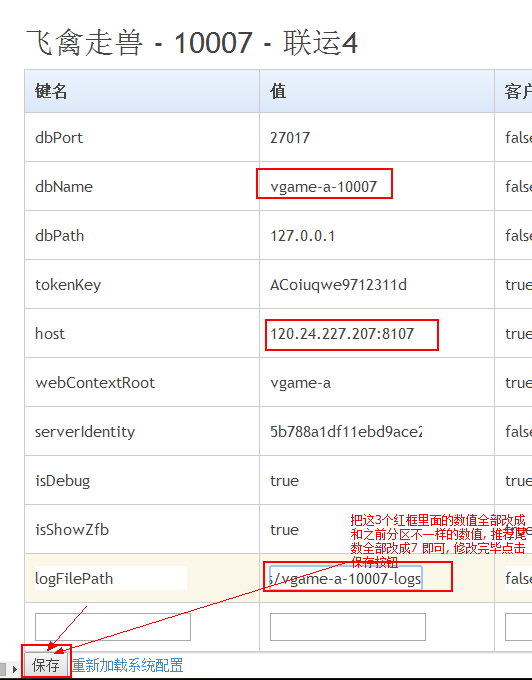 飞禽走兽 - 10007 - 联运4
键名 值 客户
dbPort 27017 false
dbName vgame-a-10007 false
dbPath 127.0.0.1 false
tokenKey ACoiuqwe9712311d true
host 120.24.227.207:8107 true
webContextRoot vgame-a true
serverIdentity 5b788a1df11ebd9ace2 false
isDebug true true
isShowZfb true true
把这3个红框里面的数值全部改成
和之前分区不一样的数值, 推荐尾
数全部改成7 即可, 修改完毕点击
保存按钮
logFilePath s/vgame-a-10007-logs false
保存 重新加载系统配置